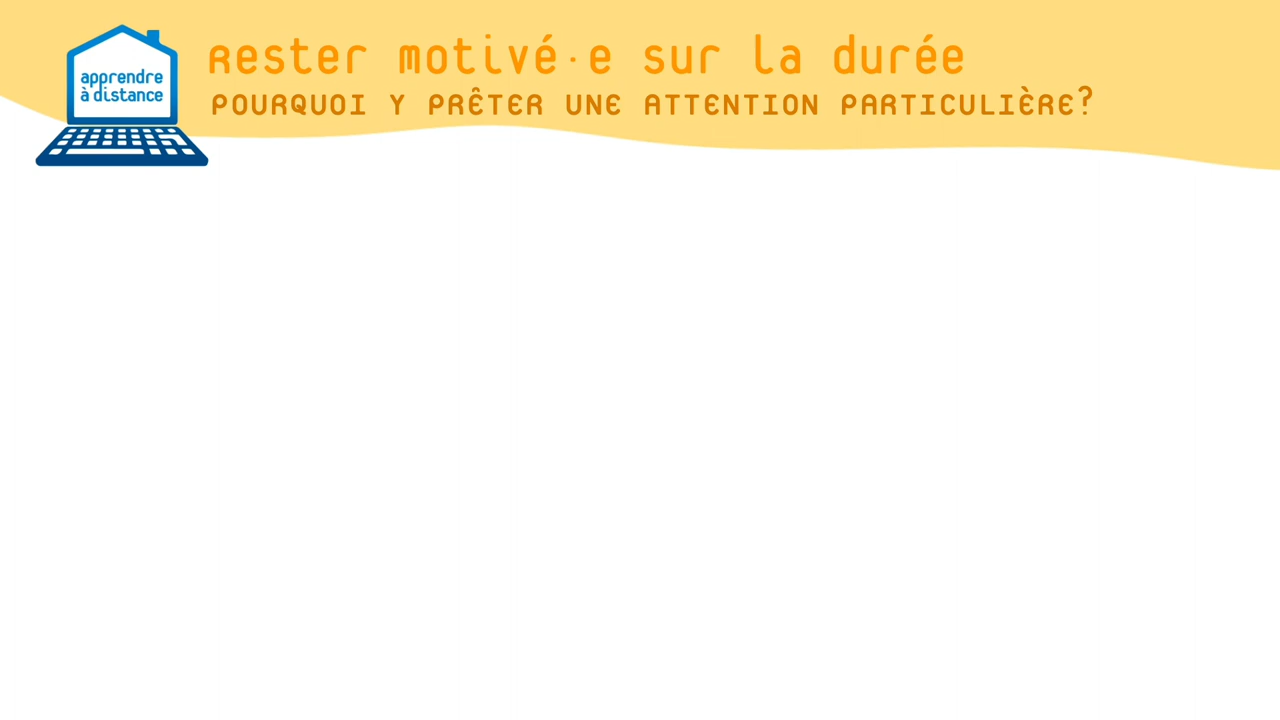 apprendre
à distance
Rester motivé·e sur la durée
POURQUOI Y PRÊTER UNE ATTENTION PARTICULIÈRE?